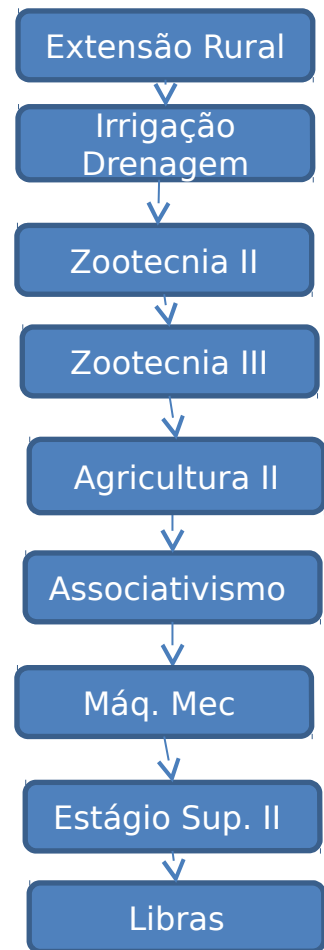 Extensão Rural
Irrigação
Drenagem
Zootecnia II
Zootecnia III
Agricultura II
Associativismo
Máq. Mec
Estágio Sup. II
Libras